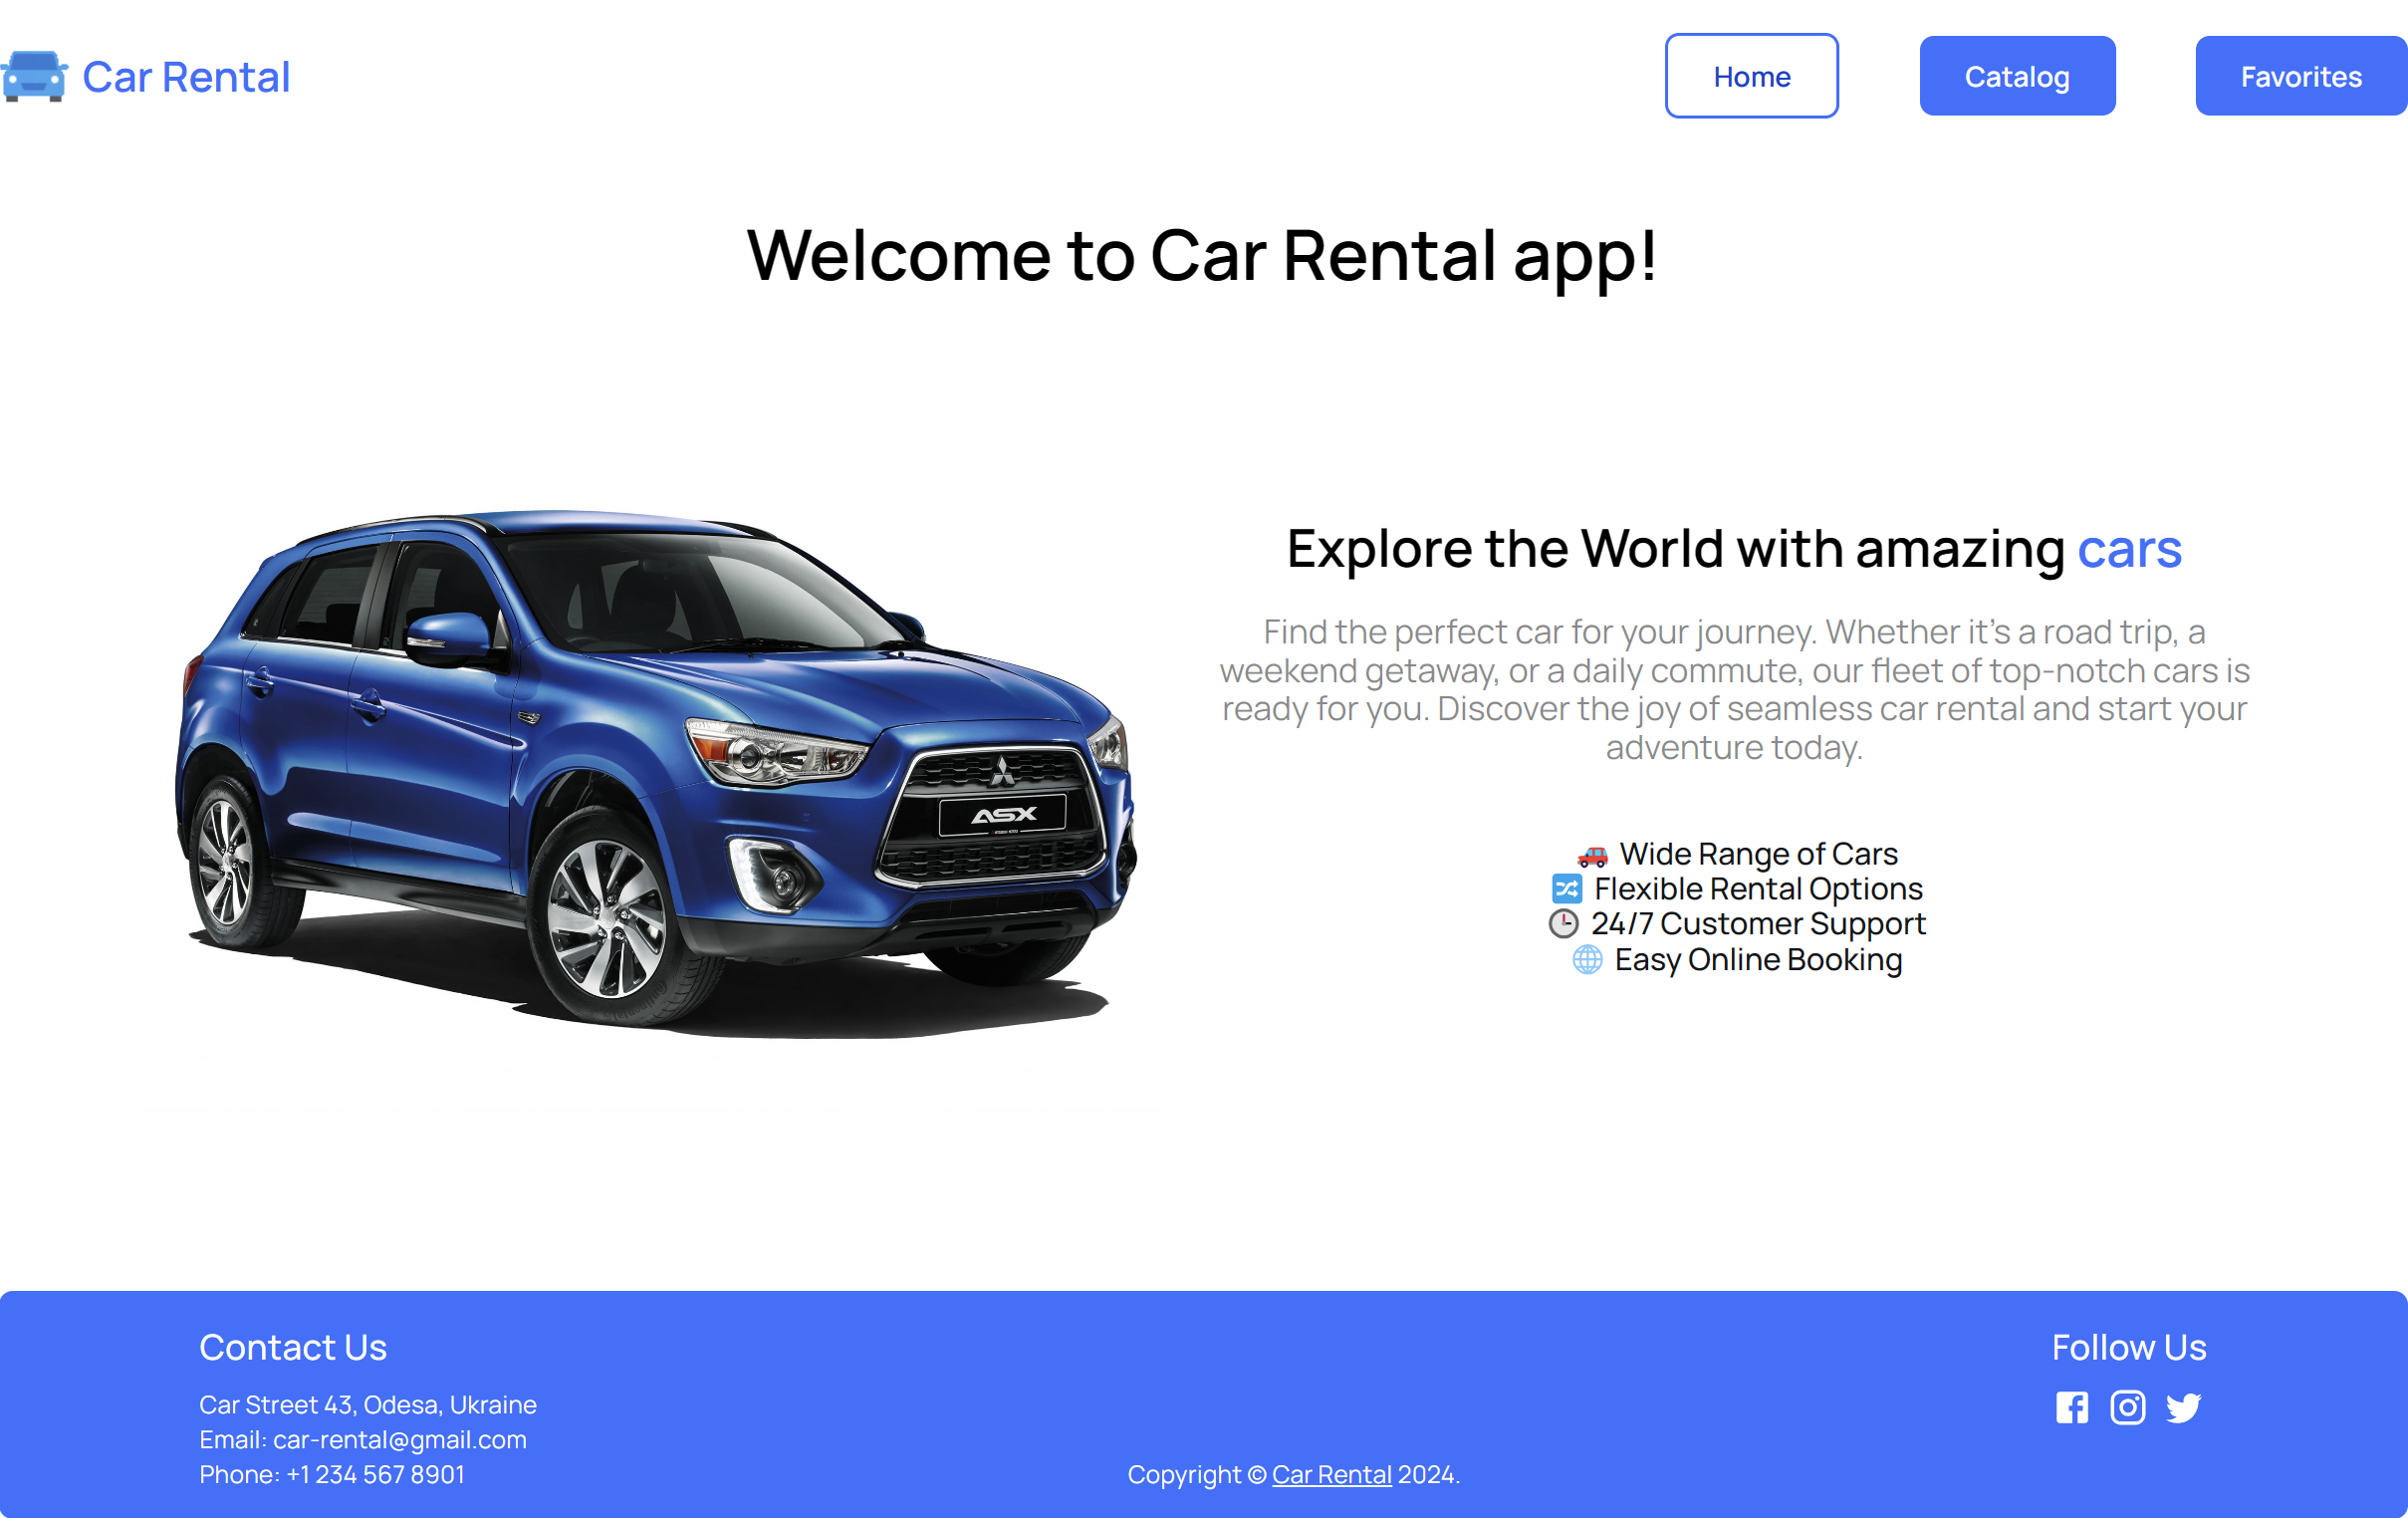 Car Rental
Home
Catalog
Favorites
Welcome to Car Rental app!
Explore the World with amazing cars
Find the perfect car for your journey. Whether it's a road trip, a
weekend getaway, or a daily commute, our fleet of top-notch cars is
ready for you. Discover the joy of seamless car rental and start your
adventure today.
ASX
Wide Range of Cars
Flexible Rental Options
24/7 Customer Support
Easy Online Booking
Contact Us
Car Street 43, Odesa, Ukraine
Email: car-rental@gmail.com
Phone: +1 234 567 8901
Copyright © Car Rental 2024.
Follow Us